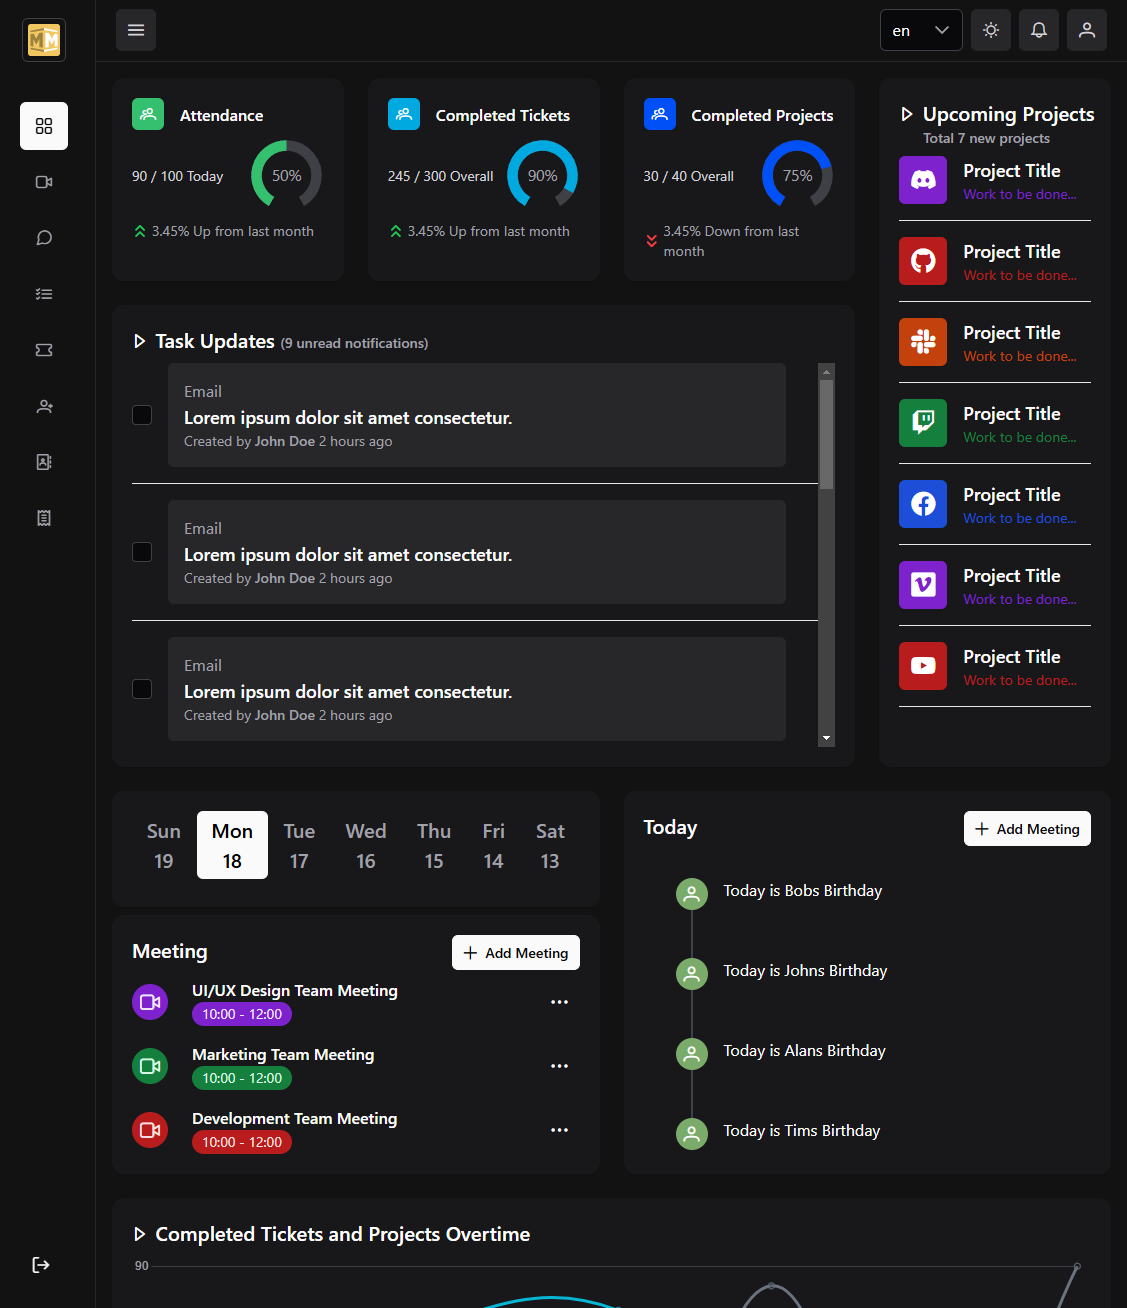 MM
en
Attendance
90 / 100 Today
50%
3.45% Up from last month
Completed Tickets
245 / 300 Overall
90%
3.45% Up from last month
Completed Projects
30 / 40 Overall
75%
3.45% Down from last
month
Upcoming Projects
Total 7 new projects
Project Title
Work to be done...
Project Title
Work to be done...
Project Title
Work to be done...
Project Title
Work to be done...
Project Title
Work to be done...
Project Title
Work to be done...
Project Title
Work to be done...
Task Updates (9 unread notifications)
Email
Lorem ipsum dolor sit amet consectetur.
Created by John Doe 2 hours ago
Email
Lorem ipsum dolor sit amet consectetur.
Created by John Doe 2 hours ago
Email
Lorem ipsum dolor sit amet consectetur.
Created by John Doe 2 hours ago
Sun Mon Tue Wed Thu Fri Sat
19 18 17 16 15 14 13
Meeting
Add Meeting
UI/UX Design Team Meeting
10:00 - 12:00
Marketing Team Meeting
10:00 - 12:00
Development Team Meeting
10:00 - 12:00
Today
Add Meeting
Today is Bobs Birthday
Today is Johns Birthday
Today is Alans Birthday
Today is Tims Birthday
Completed Tickets and Projects Overtime
90